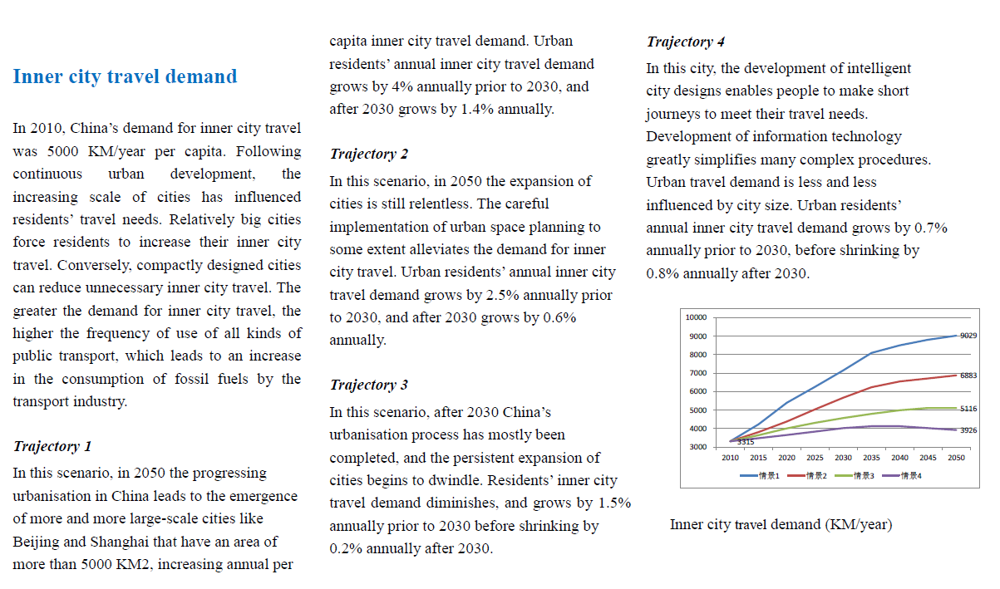 Inner city travel demand
In 2010, China’s demand for inner city travel
was 5000 KM/year per capita. Following
continuous urban development, the
increasing scale of cities has influenced
residents’ travel needs. Relatively big cities
force residents to increase their inner city
travel. Conversely, compactly designed cities
can reduce unnecessary inner city travel. The
greater the demand for inner city travel, the
higher the frequency of use of all kinds of
public transport, which leads to an increase
in the consumption of fossil fuels by the
transport industry.
Trajectory 1
In this scenario, in 2050 the progressing
urbanisation in China leads to the emergence
of more and more large-scale cities like
Beijing and Shanghai that have an area of
more than 5000 KM2, increasing annual per
capita inner city travel demand. Urban
residents’ annual inner city travel demand
grows by 4% annually prior to 2030, and
after 2030 grows by 1.4% annually.
Trajectory 2
In this scenario, in 2050 the expansion of
cities is still relentless. The careful
implementation of urban space planning to
some extent alleviates the demand for inner
city travel. Urban residents’ annual inner city
travel demand grows by 2.5% annually prior
to 2030, and after 2030 grows by 0.6%
annually.
Trajectory 3
In this scenario, after 2030 China’s
urbanisation process has mostly been
completed, and the persistent expansion of
cities begins to dwindle. Residents’ inner city
travel demand diminishes, and grows by 1.5%
annually prior to 2030 before shrinking by
0.2% annually after 2030.
Trajectory 4
In this city, the development of intelligent
city designs enables people to make short
journeys to meet their travel needs.
Development of information technology
greatly simplifies many complex procedures.
Urban travel demand is less and less
influenced by city size. Urban residents’
annual inner city travel demand grows by 0.7%
annually prior to 2030, before shrinking by
0.8% annually after 2030.
10000
9000
8000
7000
6000
5000
4000
3000
9029
6883
5116
3926
3315
2010 2015 2020 2025 2030 2035 2040 2045 2050
情景1 情景2 情景3 情景4
Inner city travel demand (KM/year)